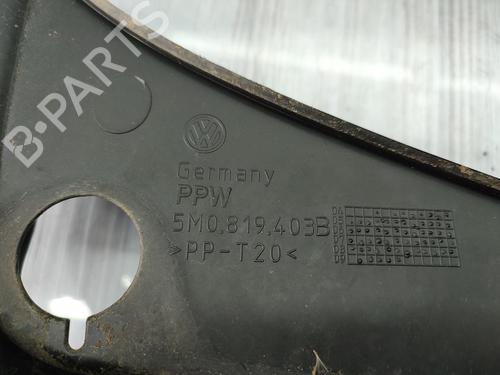 B-PARTS
Germany
PPW
5M0.819.403B
>PP-T20<